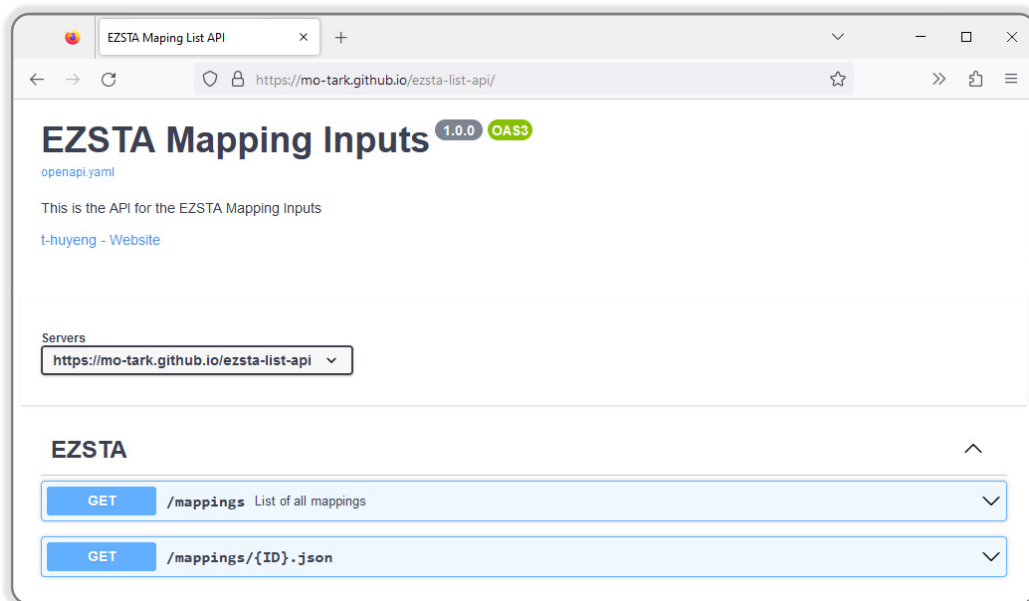 EZSTA Maping List API
https://mo-tark.github.io/ezsta-list-api/
EZSTA Mapping Inputs 1.0.0 OAS3
openapi.yaml
This is the API for the EZSTA Mapping Inputs
t-huyeng - Website
Servers
https://mo-tark.github.io/ezsta-list-api
EZSTA
GET /mappings List of all mappings
GET /mappings/{ID}.json